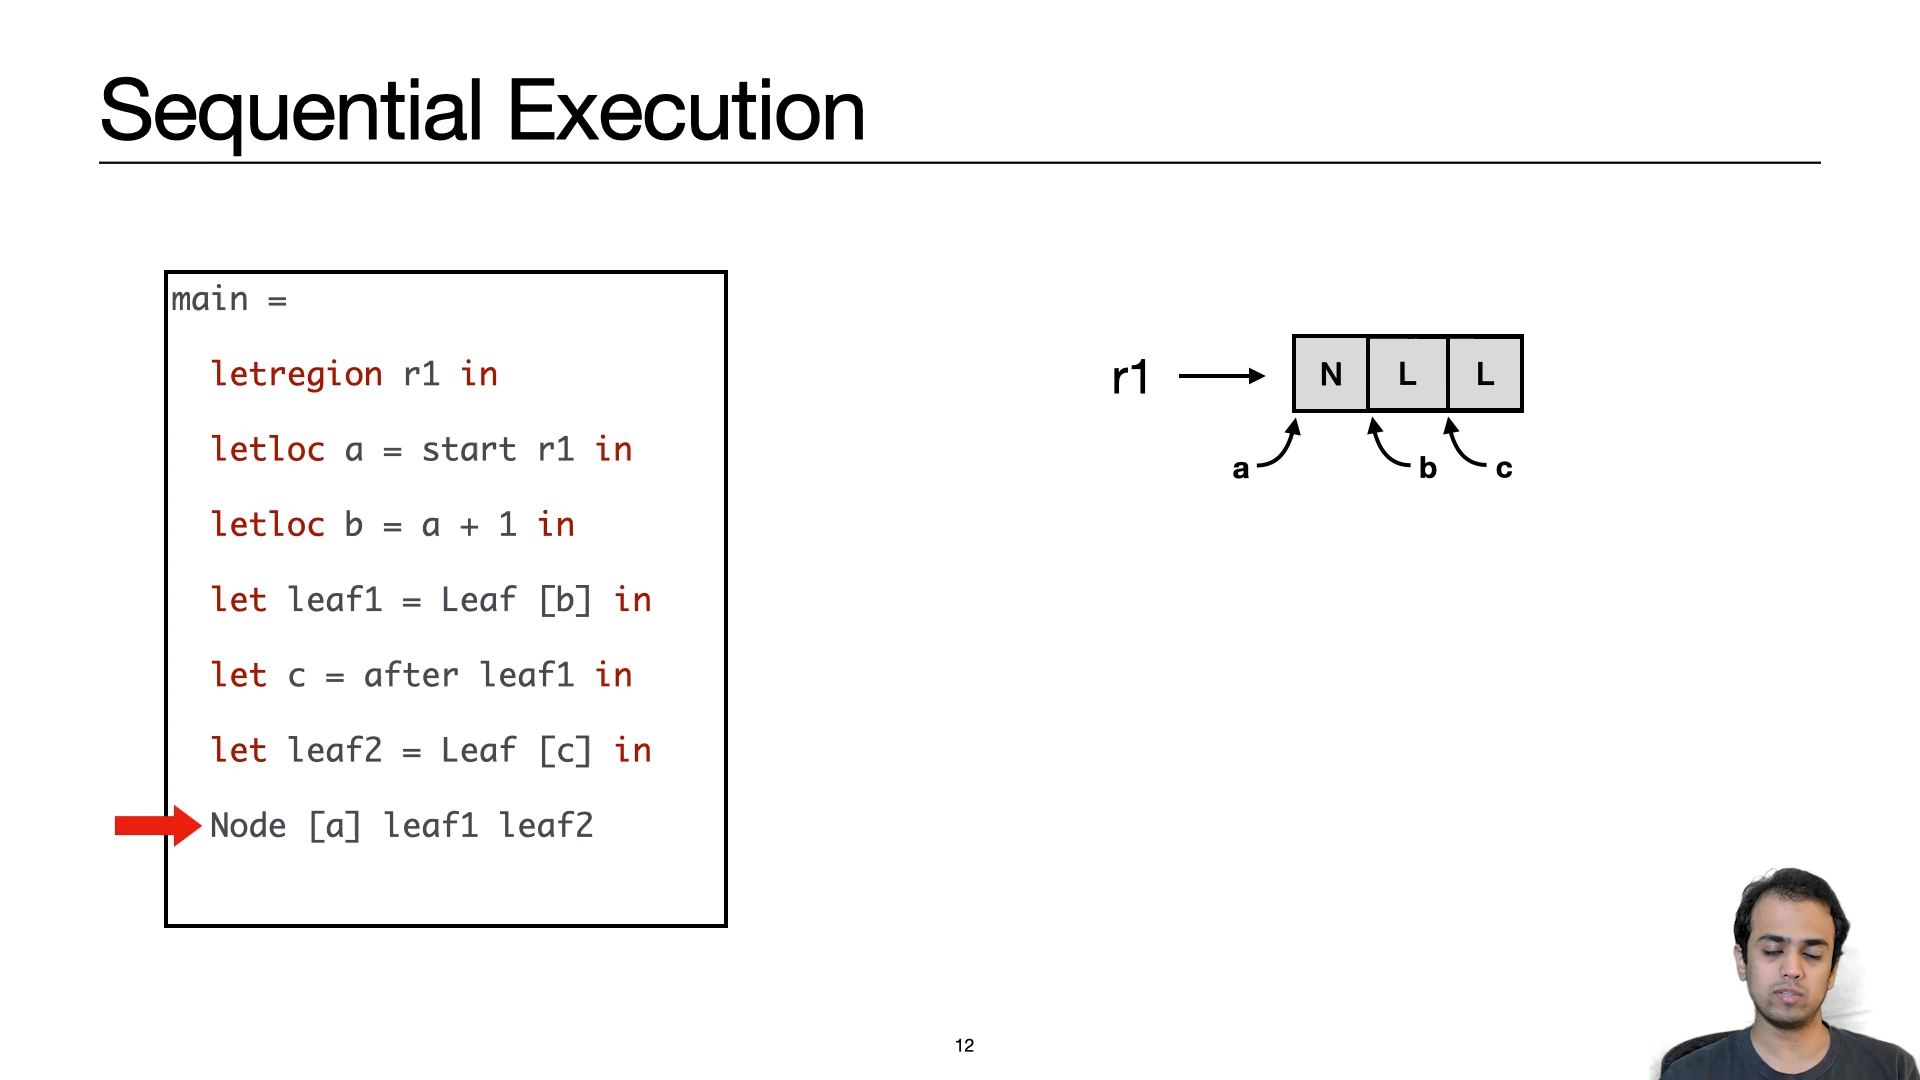 Sequential Execution
main =
letregion r1 in
letloc a = start r1 in
letloc b = a + 1 in
let leaf1 = Leaf [b] in
let c = after leaf1 in
let leaf2 = Leaf [c] in
Node [a] leaf1 leaf2
r1
N L L
a b c
12